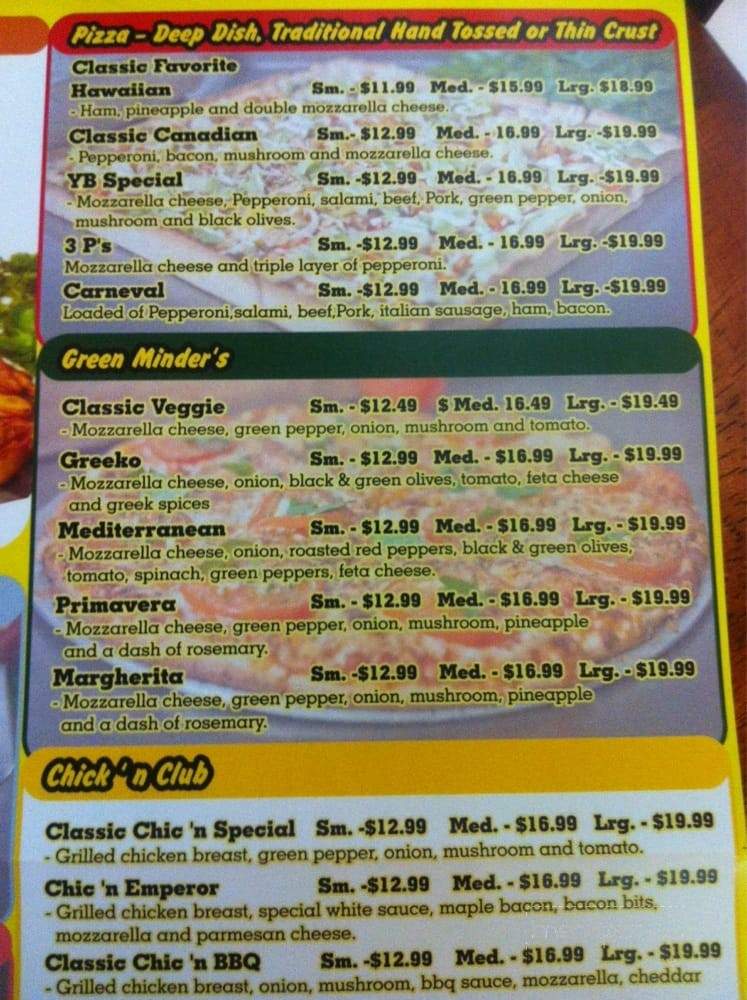 Pizza - Deep Dish, Traditional Hand Tossed or Thin Crust
Classic Favorite
Hawaiian Sm. - $11.99 Med. - $15.99 Lrg. $18.99
- Ham, pineapple and double mozzarella cheese.
Classic Canadian Sm.- $12.99 Med. - 16.99 Lrg. -$19.99
- Pepperoni, bacon, mushroom and mozzarella cheese.
YB Special Sm. -$12.99 Med. - 16.99 Lrg. -$19.99
- Mozzarella cheese, Pepperoni, salami, beef, Pork, green pepper, onion,
mushroom and black olives.
3 P's Sm. -$12.99 Med. - 16.99 Lrg. -$19.99
Mozzarella cheese and triple layer of pepperoni.
Carneval Sm. -$12.99 Med. - 16.99 Lrg. -$19.99
Loaded of Pepperoni,salami, beef,Pork, italian sausage, ham, bacon.
Green Minder's
Classic Veggie Sm. - $12.49 $ Med. 16.49 Lrg. - $19.49
- Mozzarella cheese, green pepper, onion, mushroom and tomato.
Greeko Sm. - $12.99 Med. - $16.99 Lrg. - $19.99
- Mozzarella cheese, onion, black & green olives, tomato, feta cheese
and greek spices
Mediterranean Sm. - $12.99 Med. - $16.99 Lrg. - $19.99
- Mozzarella cheese, onion, roasted red peppers, black & green olives,
tomato, spinach, green peppers, feta cheese.
Primavera Sm. - $12.99 Med. - $16.99 Lrg. - $19.99
- Mozzarella cheese, green pepper, onion, mushroom, pineapple
and a dash of rosemary.
Margherita Sm. -$12.99 Med. - $16.99 Lrg. - $19.99
- Mozzarella cheese, green pepper, onion, mushroom, pineapple
and a dash of rosemary.
Chick 'n Club
Classic Chic 'n Special Sm. -$12.99 Med. - $16.99 Lrg. - $19.99
- Grilled chicken breast, green pepper, onion, mushroom and tomato.
Chic 'n Emperor Sm. -$12.99 Med. - $16.99 Lrg. - $19.99
- Grilled chicken breast, special white sauce, maple bacon, bacon bits,
mozzarella and parmesan cheese.
Classic Chic 'n BBQ Sm. -$12.99 Med. - $16.99 Lrg. - $19.99
- Grilled chicken breast, onion, mushroom, bbq sauce, mozzarella, cheddar